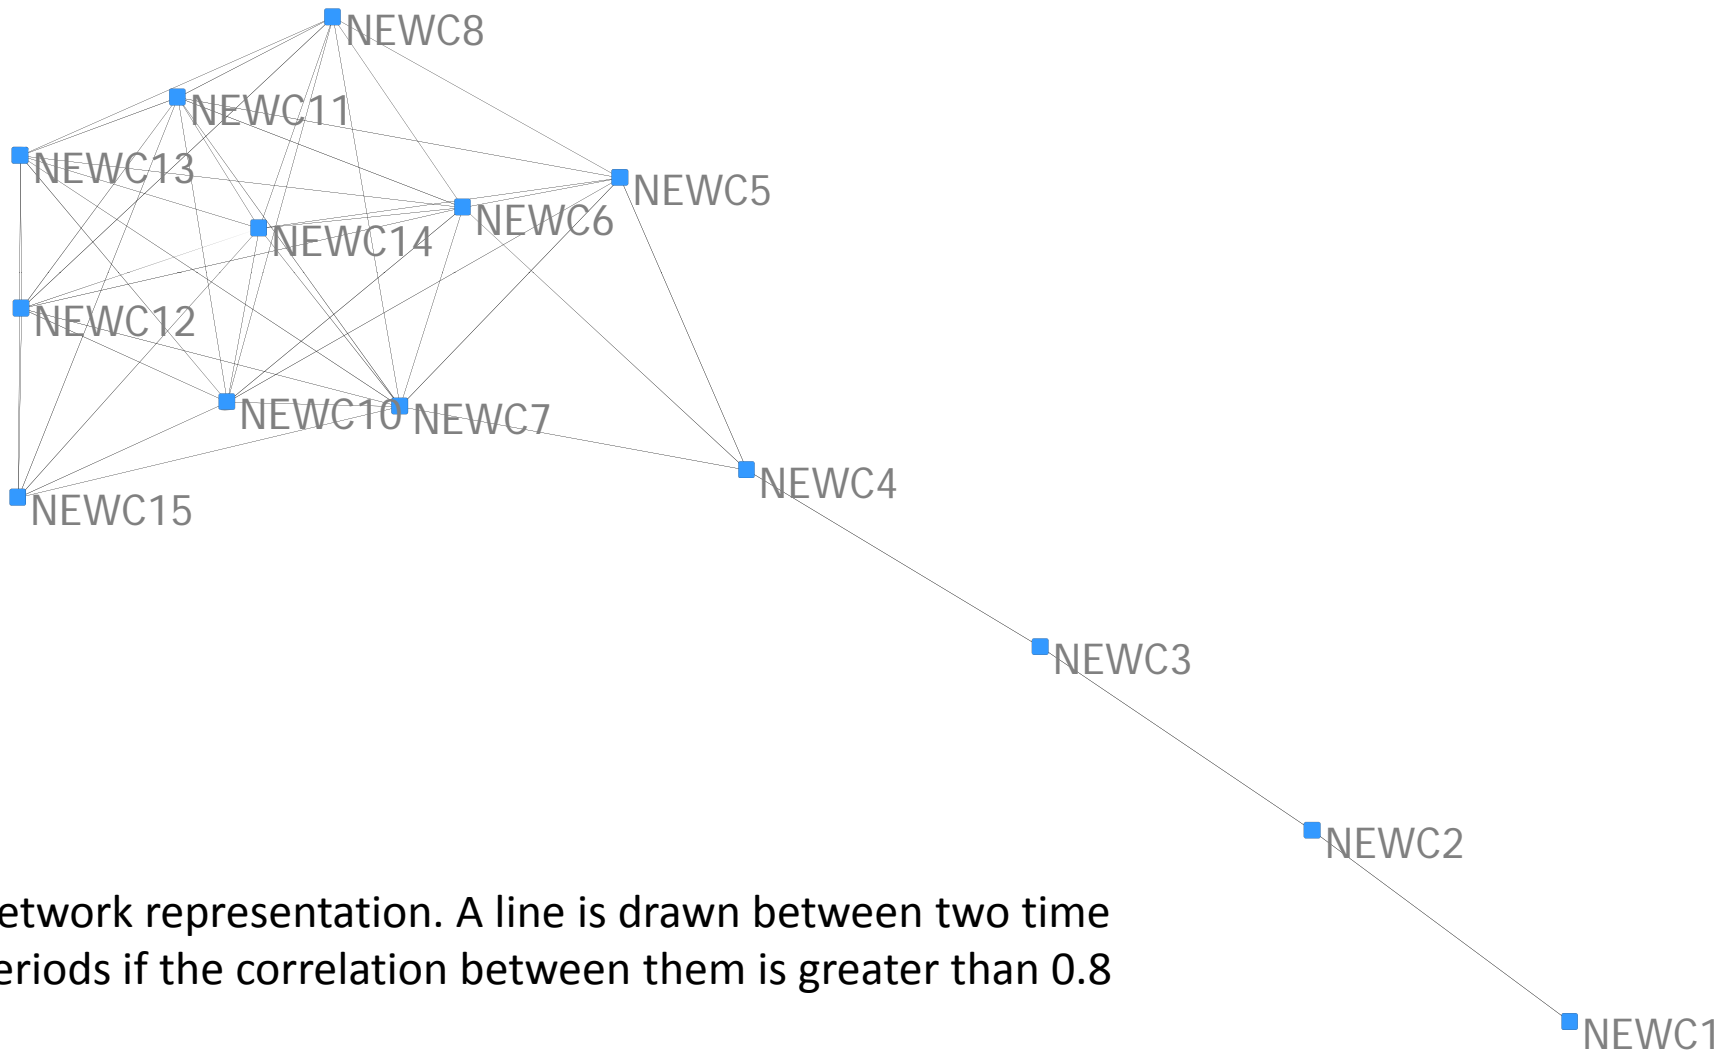 NEWC8
NEWC11
NEWC13
NEWC5
NEWC6
NEWC14
NEWC12
NEWC10
NEWC7
NEWC4
NEWC15
NEWC3
NEWC2
etwork representation. A line is drawn between two time
eriods if the correlation between them is greater than 0.8
NEWC1